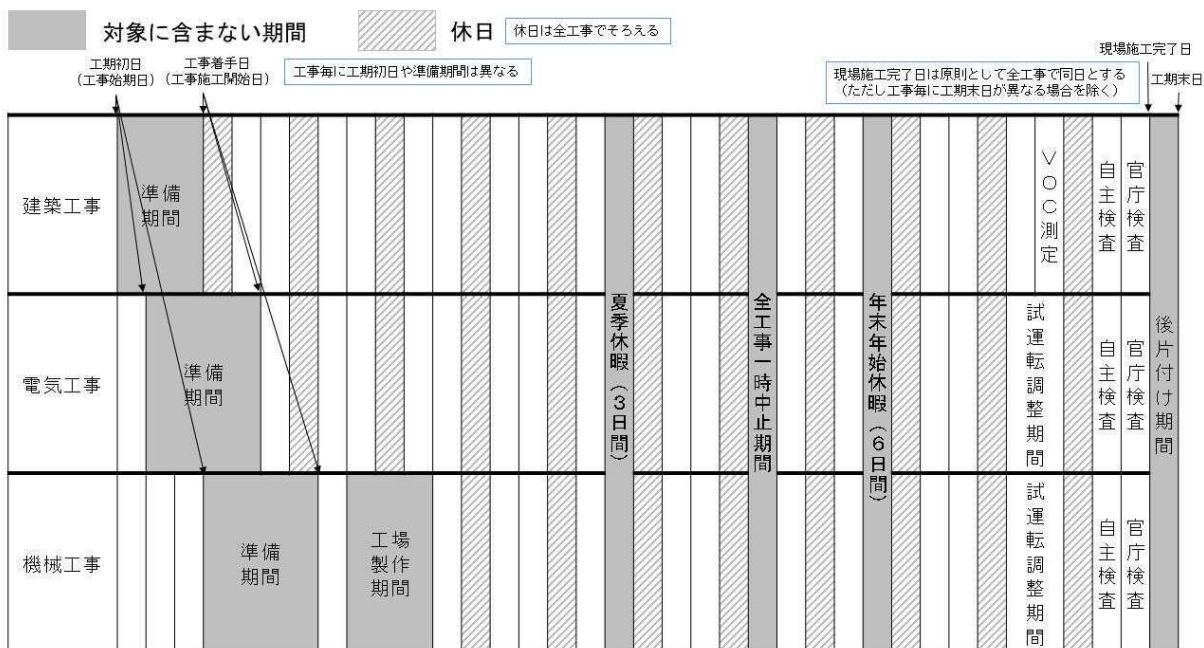 対象に含まない期間
休日
休日は全工事でそろえる
工期初日
（工事始期日）
工事着手日
（工事施工開始日）
工事毎に工期初日や準備期間は異なる
現場施工完了日
現場施工完了日は原則として全工事で同日とする
（ただし工事毎に工期末日が異なる場合を除く）
工期末日
建築工事
準備
期間
VOC測定
自主検査
官庁検査
電気工事
準備
期間
夏季休暇（3日間）
全工事一時中止期間
年末年始休暇（6日間）
試運転調整期間
自主検査
官庁検査
後片付け期間
機械工事
準備
期間
工場
製作
期間
試運転調整期間
自主検査
官庁検査